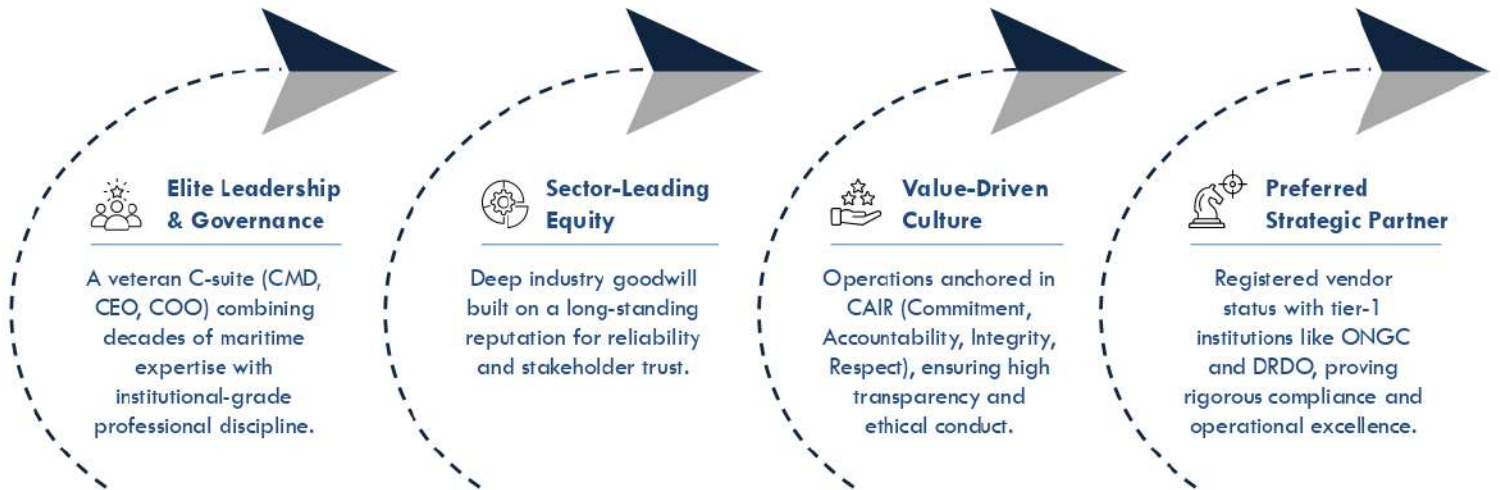 Elite Leadership
& Governance
A veteran C-suite (CMD,
CEO, COO) combining
decades of maritime
expertise with
institutional-grade
professional discipline.
Sector-Leading
Equity
Deep industry goodwill
built on a long-standing
reputation for reliability
and stakeholder trust.
Value-Driven
Culture
Operations anchored in
CAIR (Commitment,
Accountability, Integrity,
Respect), ensuring high
transparency and
ethical conduct.
Preferred
Strategic Partner
Registered vendor
status with tier-1
institutions like ONGC
and DRDO, proving
rigorous compliance and
operational excellence.